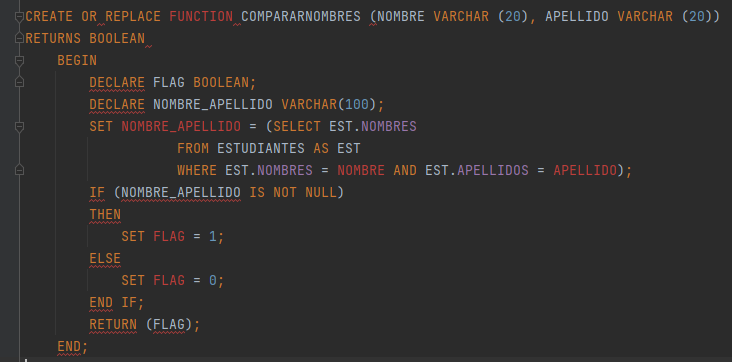 CREATE OR REPLACE FUNCTION COMPARARNOMBRES (NOMBRE VARCHAR (20), APELLIDO VARCHAR (20))
RETURNS BOOLEAN
BEGIN
DECLARE FLAG BOOLEAN;
DECLARE NOMBRE_APELLIDO VARCHAR(100);
SET NOMBRE_APELLIDO = (SELECT EST.NOMBRES
FROM ESTUDIANTES AS EST
WHERE EST.NOMBRES = NOMBRE AND EST.APELLIDOS = APELLIDO);
IF (NOMBRE_APELLIDO IS NOT NULL)
THEN
SET FLAG = 1;
ELSE
SET FLAG = 0;
END IF;
RETURN (FLAG);
END;